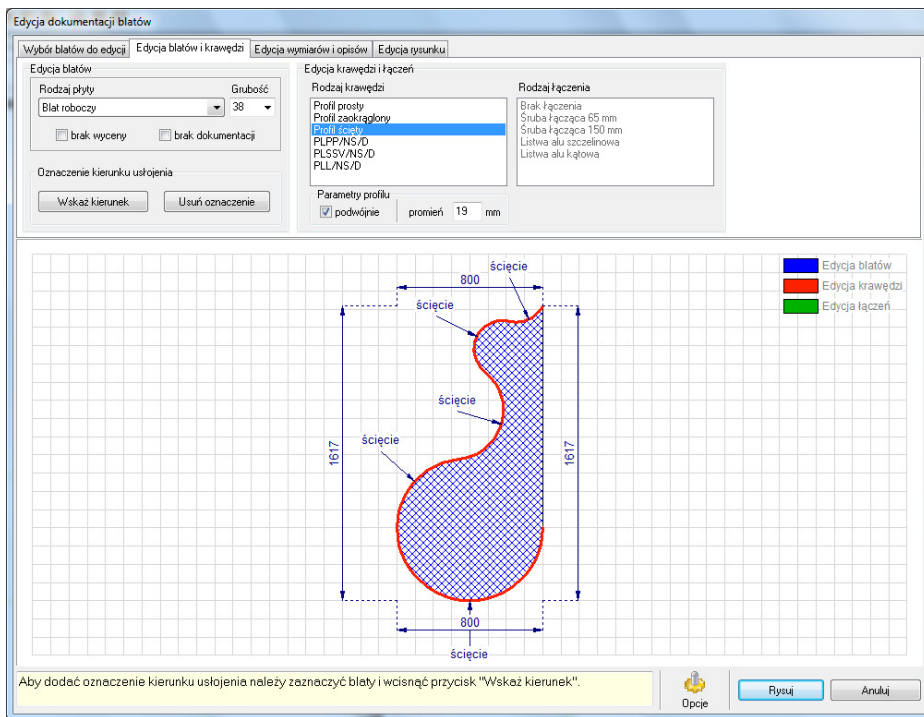 Edycja dokumentacji blatów
Wybór blatów do edycji
Edycja blatów i krawędzi
Edycja wymiarów i opisów
Edycja rysunku
Edycja blatów
Rodzaj płyty
Grubość
Blat roboczy
38
brak wyceny
brak dokumentacji
Oznaczenie kierunku usłojenia
Wskaż kierunek
Usuń oznaczenie
Edycja krawędzi i łączeń
Rodzaj krawędzi
Profil prosty
Profil zaokrąglony
Profil ścięty
PLPP/NS/D
PLSSV/NS/D
PLL/NS/D
Rodzaj łączenia
Brak łączenia
Śruba łącząca 65 mm
Śruba łącząca 150 mm
Listwa alu szczelinowa
Listwa alu kątowa
Parametry profilu
podwójnie
promień
19
mm
Edycja blatów
Edycja krawędzi
Edycja łączeń
ścięcie
800
ścięcie
ścięcie
ścięcie
1617
1617
800
ścięcie
Aby dodać oznaczenie kierunku usłojenia należy zaznaczyć blaty i wcisnąć przycisk "Wskaż kierunek".
Opcje
Rysuj
Anuluj